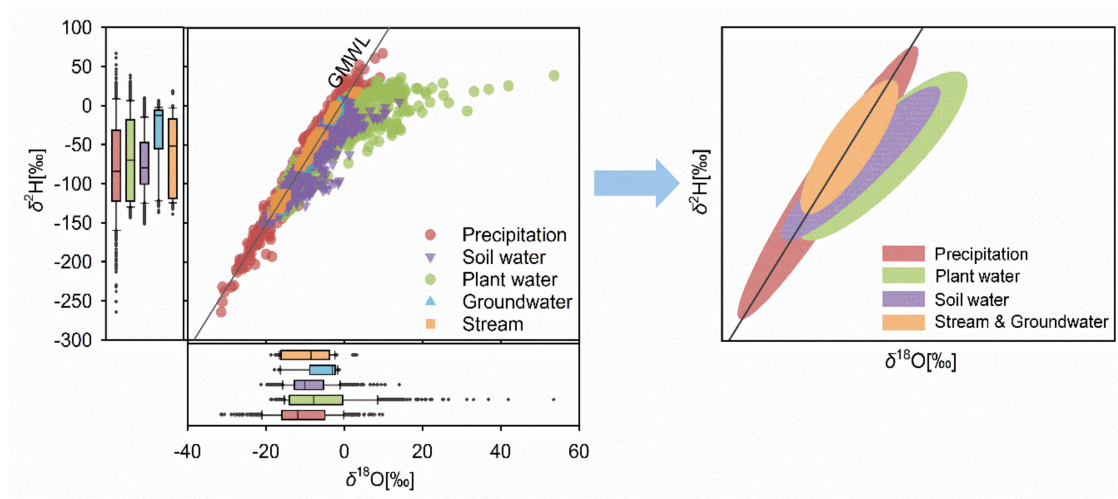 100
50
0
-50
-100
-150
-200
-250
-300
δ²H[‰]
GMWL
Precipitation
Soil water
Plant water
Groundwater
Stream
-40
-20
0
20
40
60
δ¹⁸O[‰]
δ²H[‰]
Precipitation
Plant water
Soil water
Stream & Groundwater
δ¹⁸O[‰]